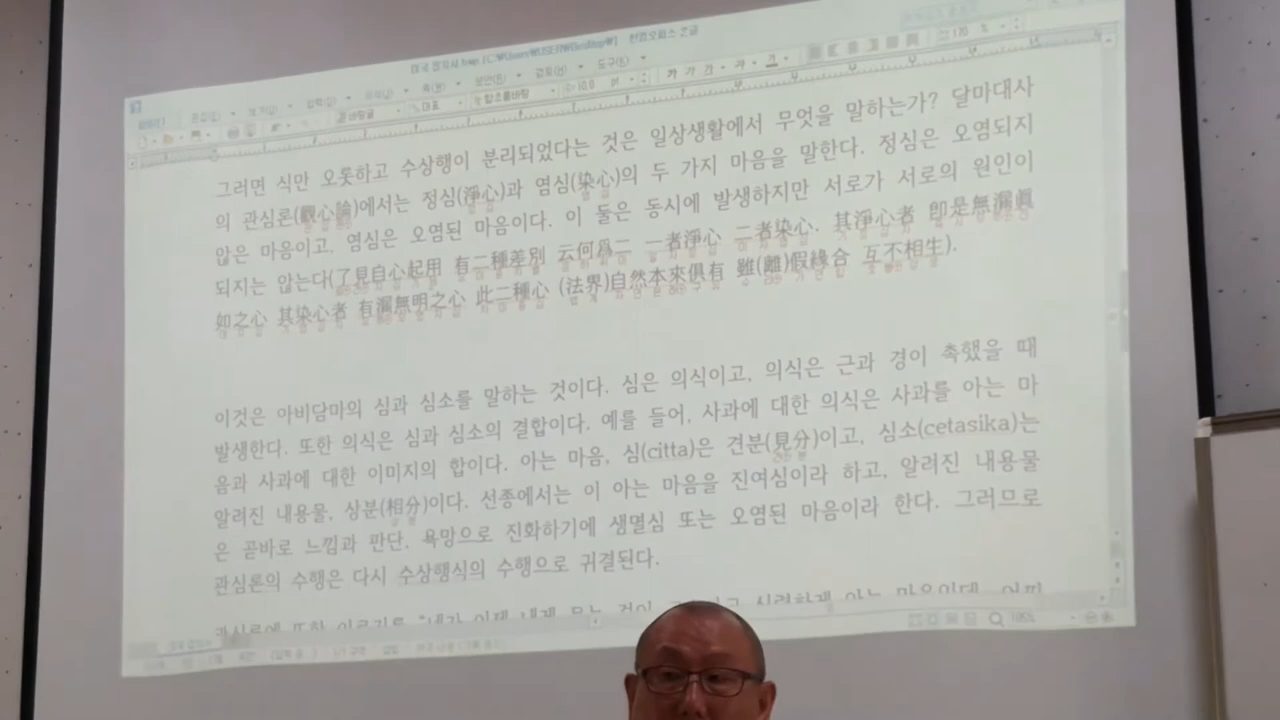 그러면 식만 오롯하고 수상행이 분리되었다는 것은 일상생활에서 무엇을 말하는가? 달마대사
의 관심론(觀心論)에서는 정심(淨心)과 염심(染心)의 두 가지 마음을 말한다. 정심은 오염되지
않은 마음이고, 염심은 오염된 마음이다. 이 둘은 동시에 발생하지만 서로가 서로의 원인이
되지는 않는다(了見自心起用 有二種差別 云何爲二 一者淨心 二者染心. 其淨心者 卽是無漏眞
如之心 其染心者 有漏無明之心 此二種心 (法界)自然本來俱有 雖(離)假緣合 互不相生).
이것은 아비담마의 심과 심소를 말하는 것이다. 심은 의식이고, 의식은 근과 경이 촉했을 때
발생한다. 또한 의식은 심과 심소의 결합이다. 예를 들어, 사과에 대한 의식은 사과를 아는 마
음과 사과에 대한 이미지의 합이다. 아는 마음, 심(citta)은 견분(見分)이고, 심소(cetasika)는
알려진 내용물, 상분(相分)이다. 선종에서는 이 아는 마음을 진여심이라 하고, 알려진 내용물
은 곧바로 느낌과 판단, 욕망으로 진화하기에 생멸심 또는 오염된 마음이라 한다. 그러므로
관심론의 수행은 다시 수상행식의 수행으로 귀결된다.